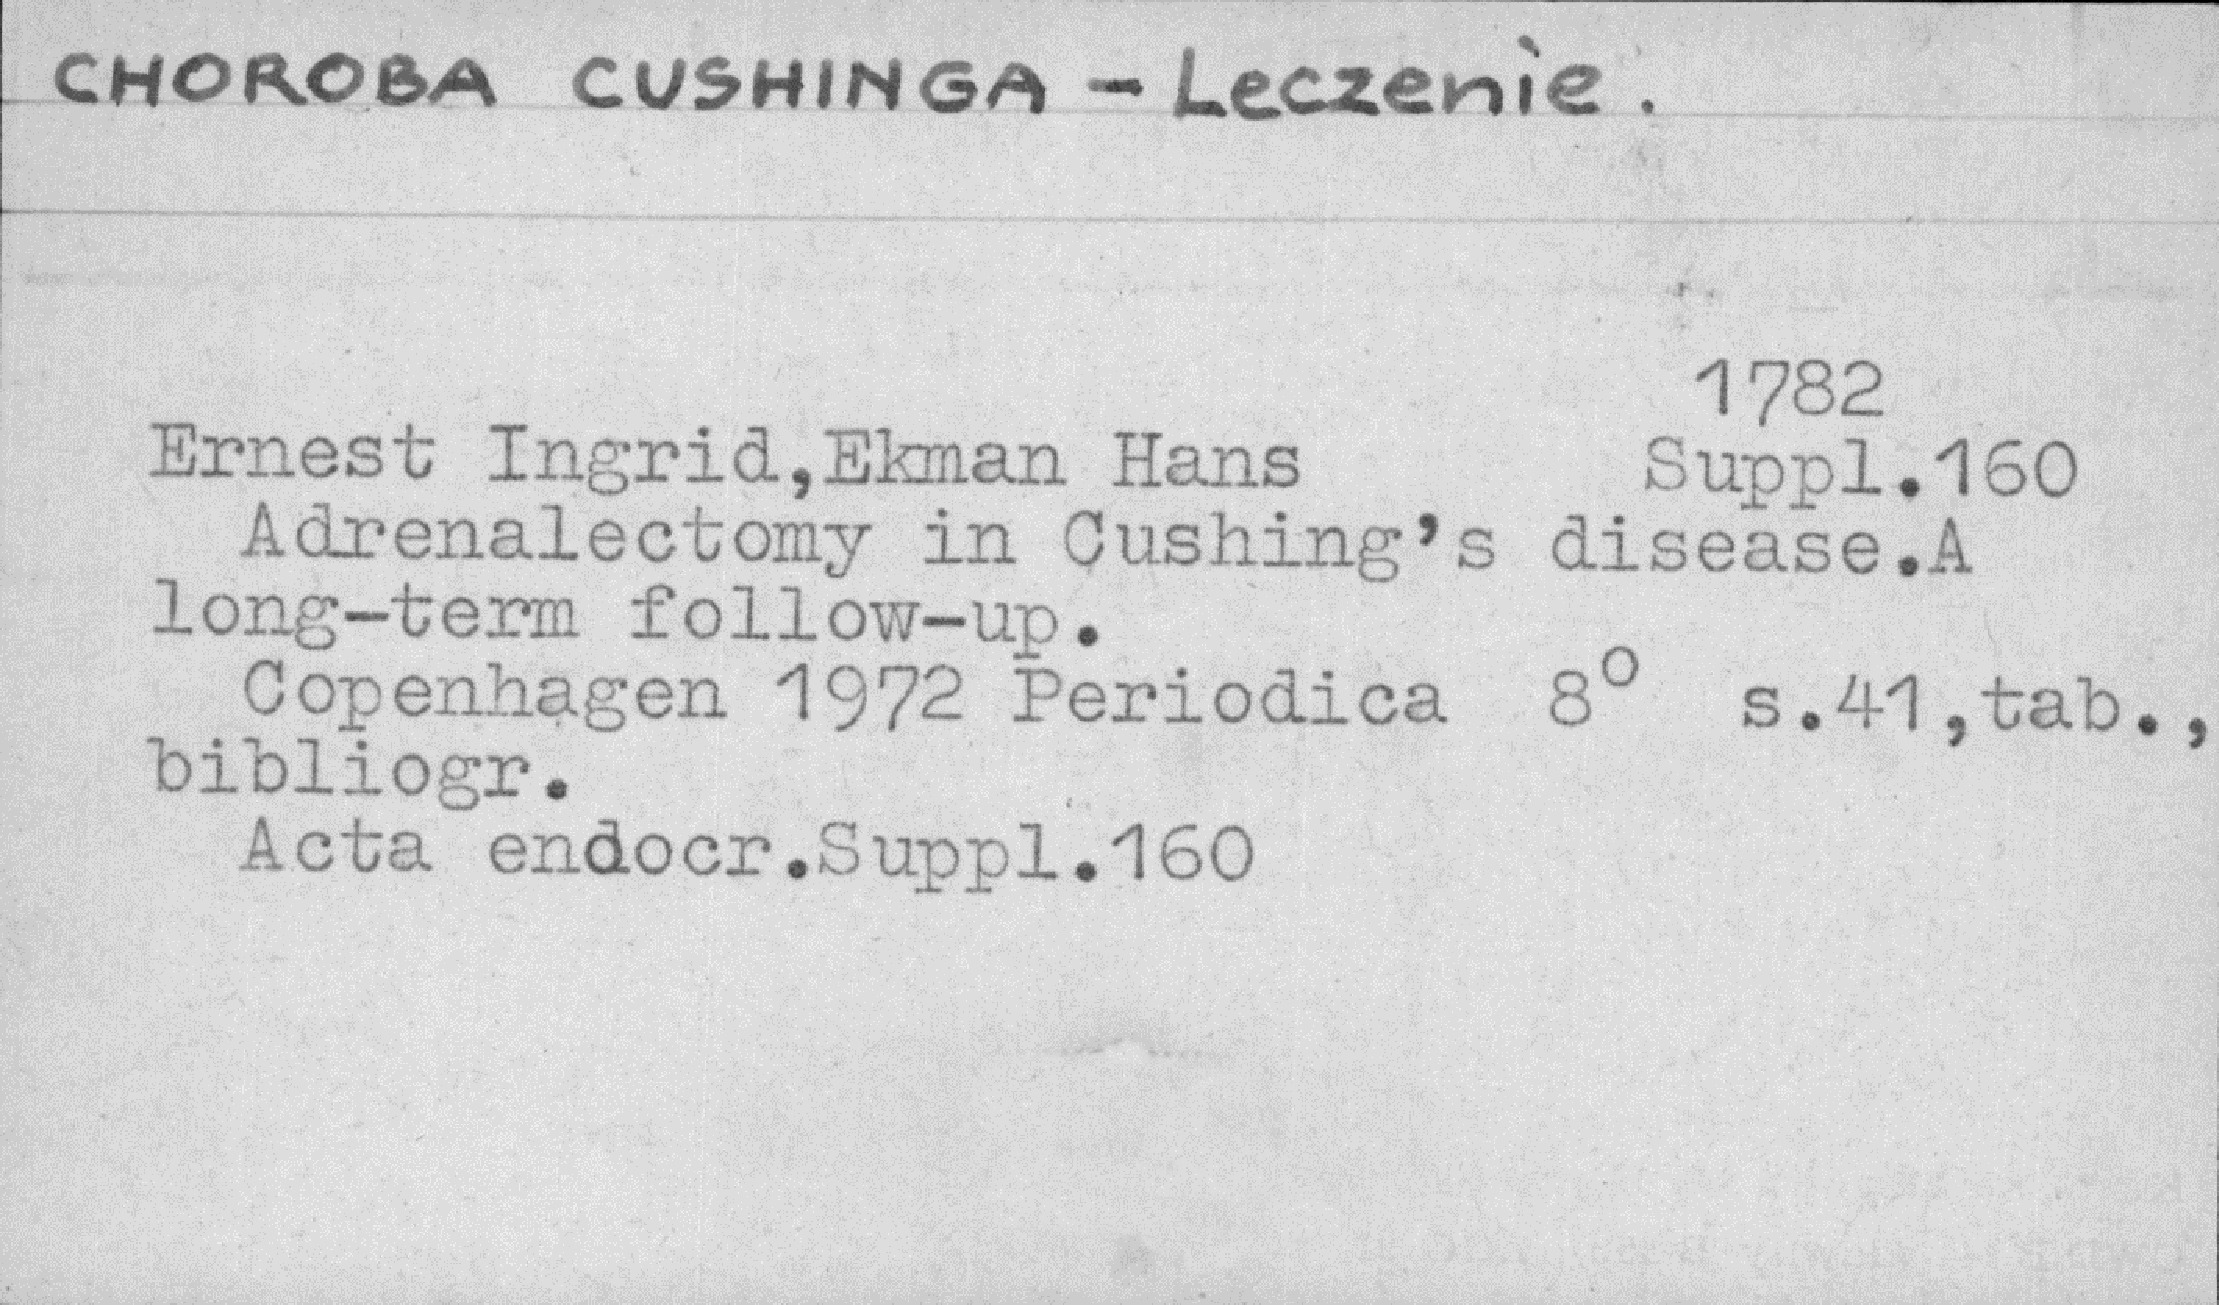 CHOROBA CUSHINGA - Leczenie.
1782
Ernest Ingrid,Ekman Hans Suppl.160
Adrenalectomy in Cushing's disease.A
long-term follow-up.
Copenhagen 1972 Periodica 8° s.41,tab.,
bibliogr.
Acta endocr.Suppl.160